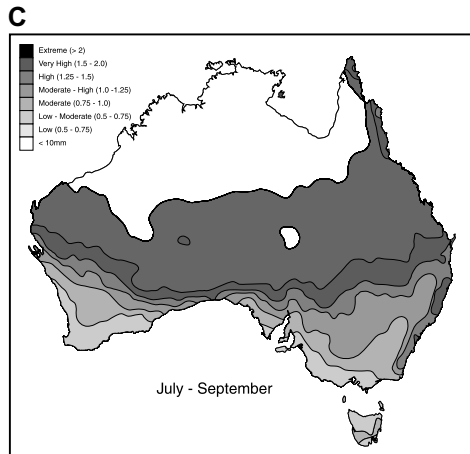 C
Extreme (> 2)
Very High (1.5 - 2.0)
High (1.25 - 1.5)
Moderate - High (1.0 -1.25)
Moderate (0.75 - 1.0)
Low - Moderate (0.5 - 0.75)
Low (0.5 - 0.75)
< 10mm
July - September